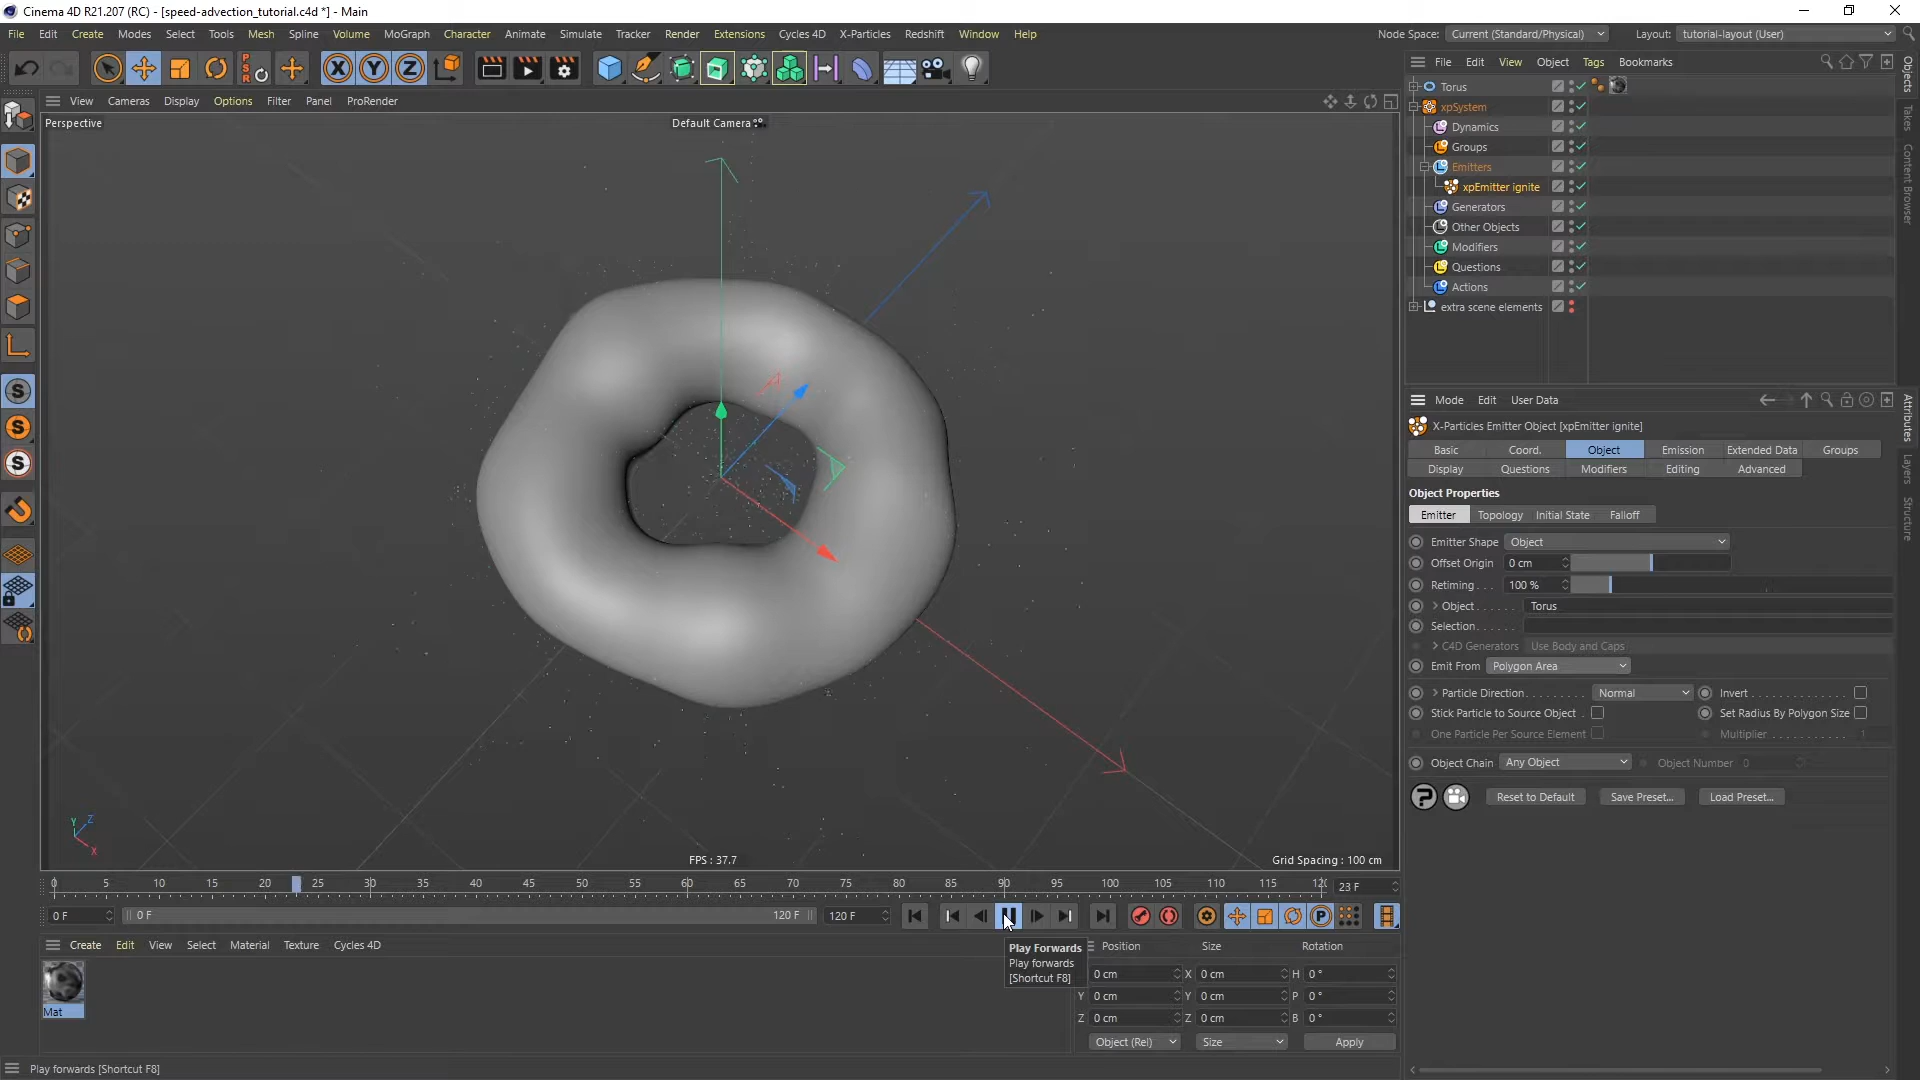 Cinema 4D R21.207 (RC) - [speed-advection_tutorial.c4d *] - Main
File Edit Create Modes Select Tools Mesh Spline Volume MoGraph Character Animate Simulate Tracker Render Extensions Cycles 4D X-Particles Redshift Window Help
Node Space: Current (Standard/Physical) Layout: tutorial-layout (User)
P S R
X Y Z
File Edit View Object Tags Bookmarks
View Cameras Display Options Filter Panel ProRender
Perspective
Default Camera
Torus
xpSystem
Dynamics
Groups
Emitters
xpEmitter ignite
Generators
Other Objects
Modifiers
Questions
Actions
extra scene elements
Objects
Takes
Content Browser
Mode Edit User Data
X-Particles Emitter Object [xpEmitter ignite]
Basic Coord. Object Emission Extended Data Groups
Display Questions Modifiers Editing Advanced
Object Properties
Emitter Topology Initial State Falloff
Emitter Shape Object
Offset Origin 0 cm
Retiming . . . 100 %
Object . . . . . . Torus
Selection. . . . . . .
C4D Generators Use Body and Caps
Emit From Polygon Area
Particle Direction. . . . . . . . Normal Invert . . . . . . . . . . . . .
Stick Particle to Source Object Set Radius By Polygon Size
One Particle Per Source Element Multiplier . . . . . . . . . . . 1
Object Chain Any Object Object Number 0
Reset to Default Save Preset... Load Preset...
Attributes
Layers
Structure
S
S
S
Y Z
X
FPS : 37.7
Grid Spacing : 100 cm
0 5 10 15 20 25 30 35 40 45 50 55 60 65 70 75 80 85 90 95 100 105 110 115 12 23 F
0 F 0 F 120 F 120 F
P
Create Edit View Select Material Texture Cycles 4D
Play Forwards
Play forwards
[Shortcut F8]
Position Size Rotation
0 cm X 0 cm H 0 °
Y 0 cm Y 0 cm P 0 °
Z 0 cm Z 0 cm B 0 °
Object (Rel) Size Apply
Mat
Play forwards [Shortcut F8]